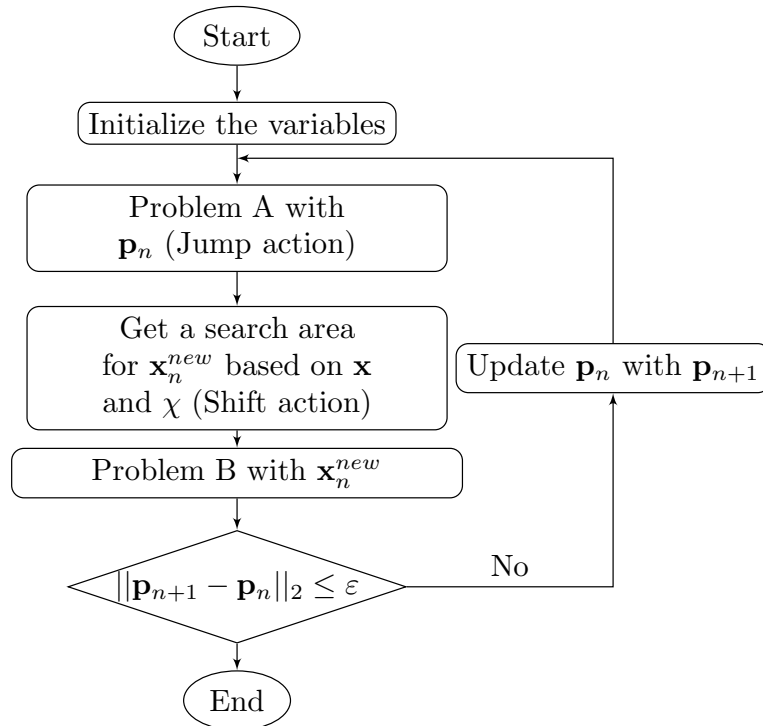 Start
Initialize the variables
Problem A with
𝐩ₙ (Jump action)
Get a search area
for 𝐱ₙⁿᵉʷ based on 𝐱
and χ (Shift action)
Update 𝐩ₙ with 𝐩ₙ₊₁
Problem B with 𝐱ₙⁿᵉʷ
||𝐩ₙ₊₁ − 𝐩ₙ||₂ ≤ ε
No
End